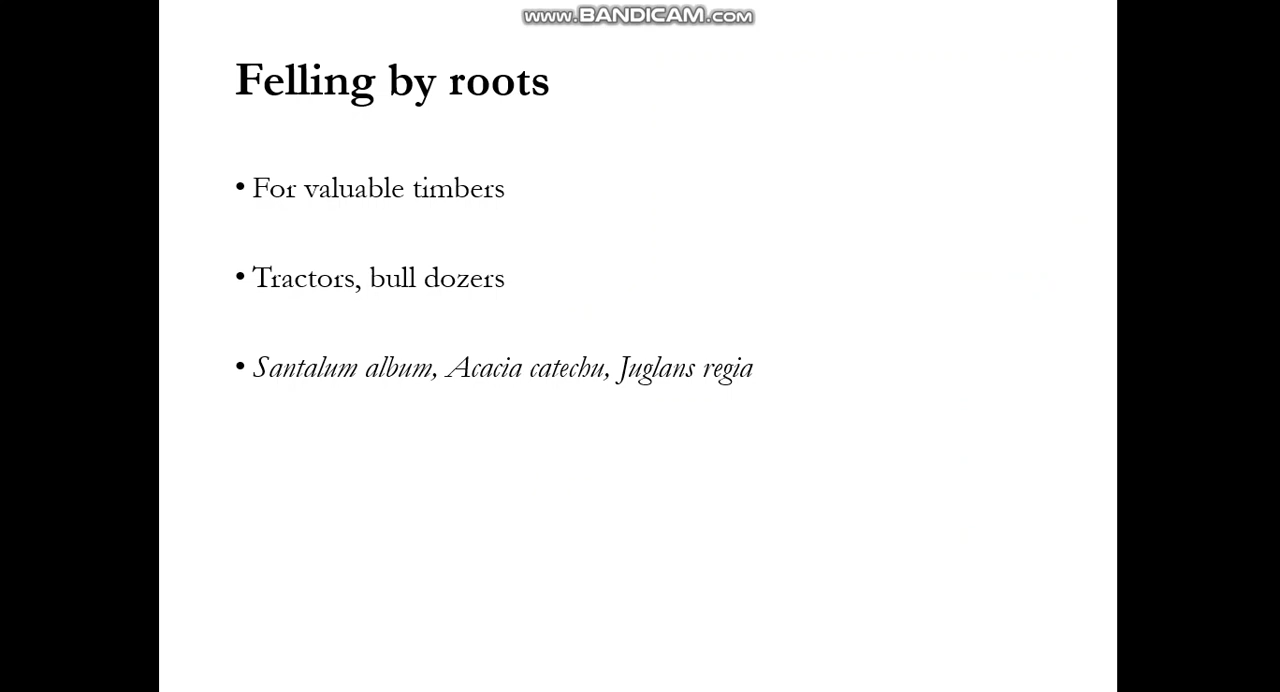 www.BANDICAM.com
Felling by roots
• For valuable timbers
• Tractors, bull dozers
• Santalum album, Acacia catechu, Juglans regia